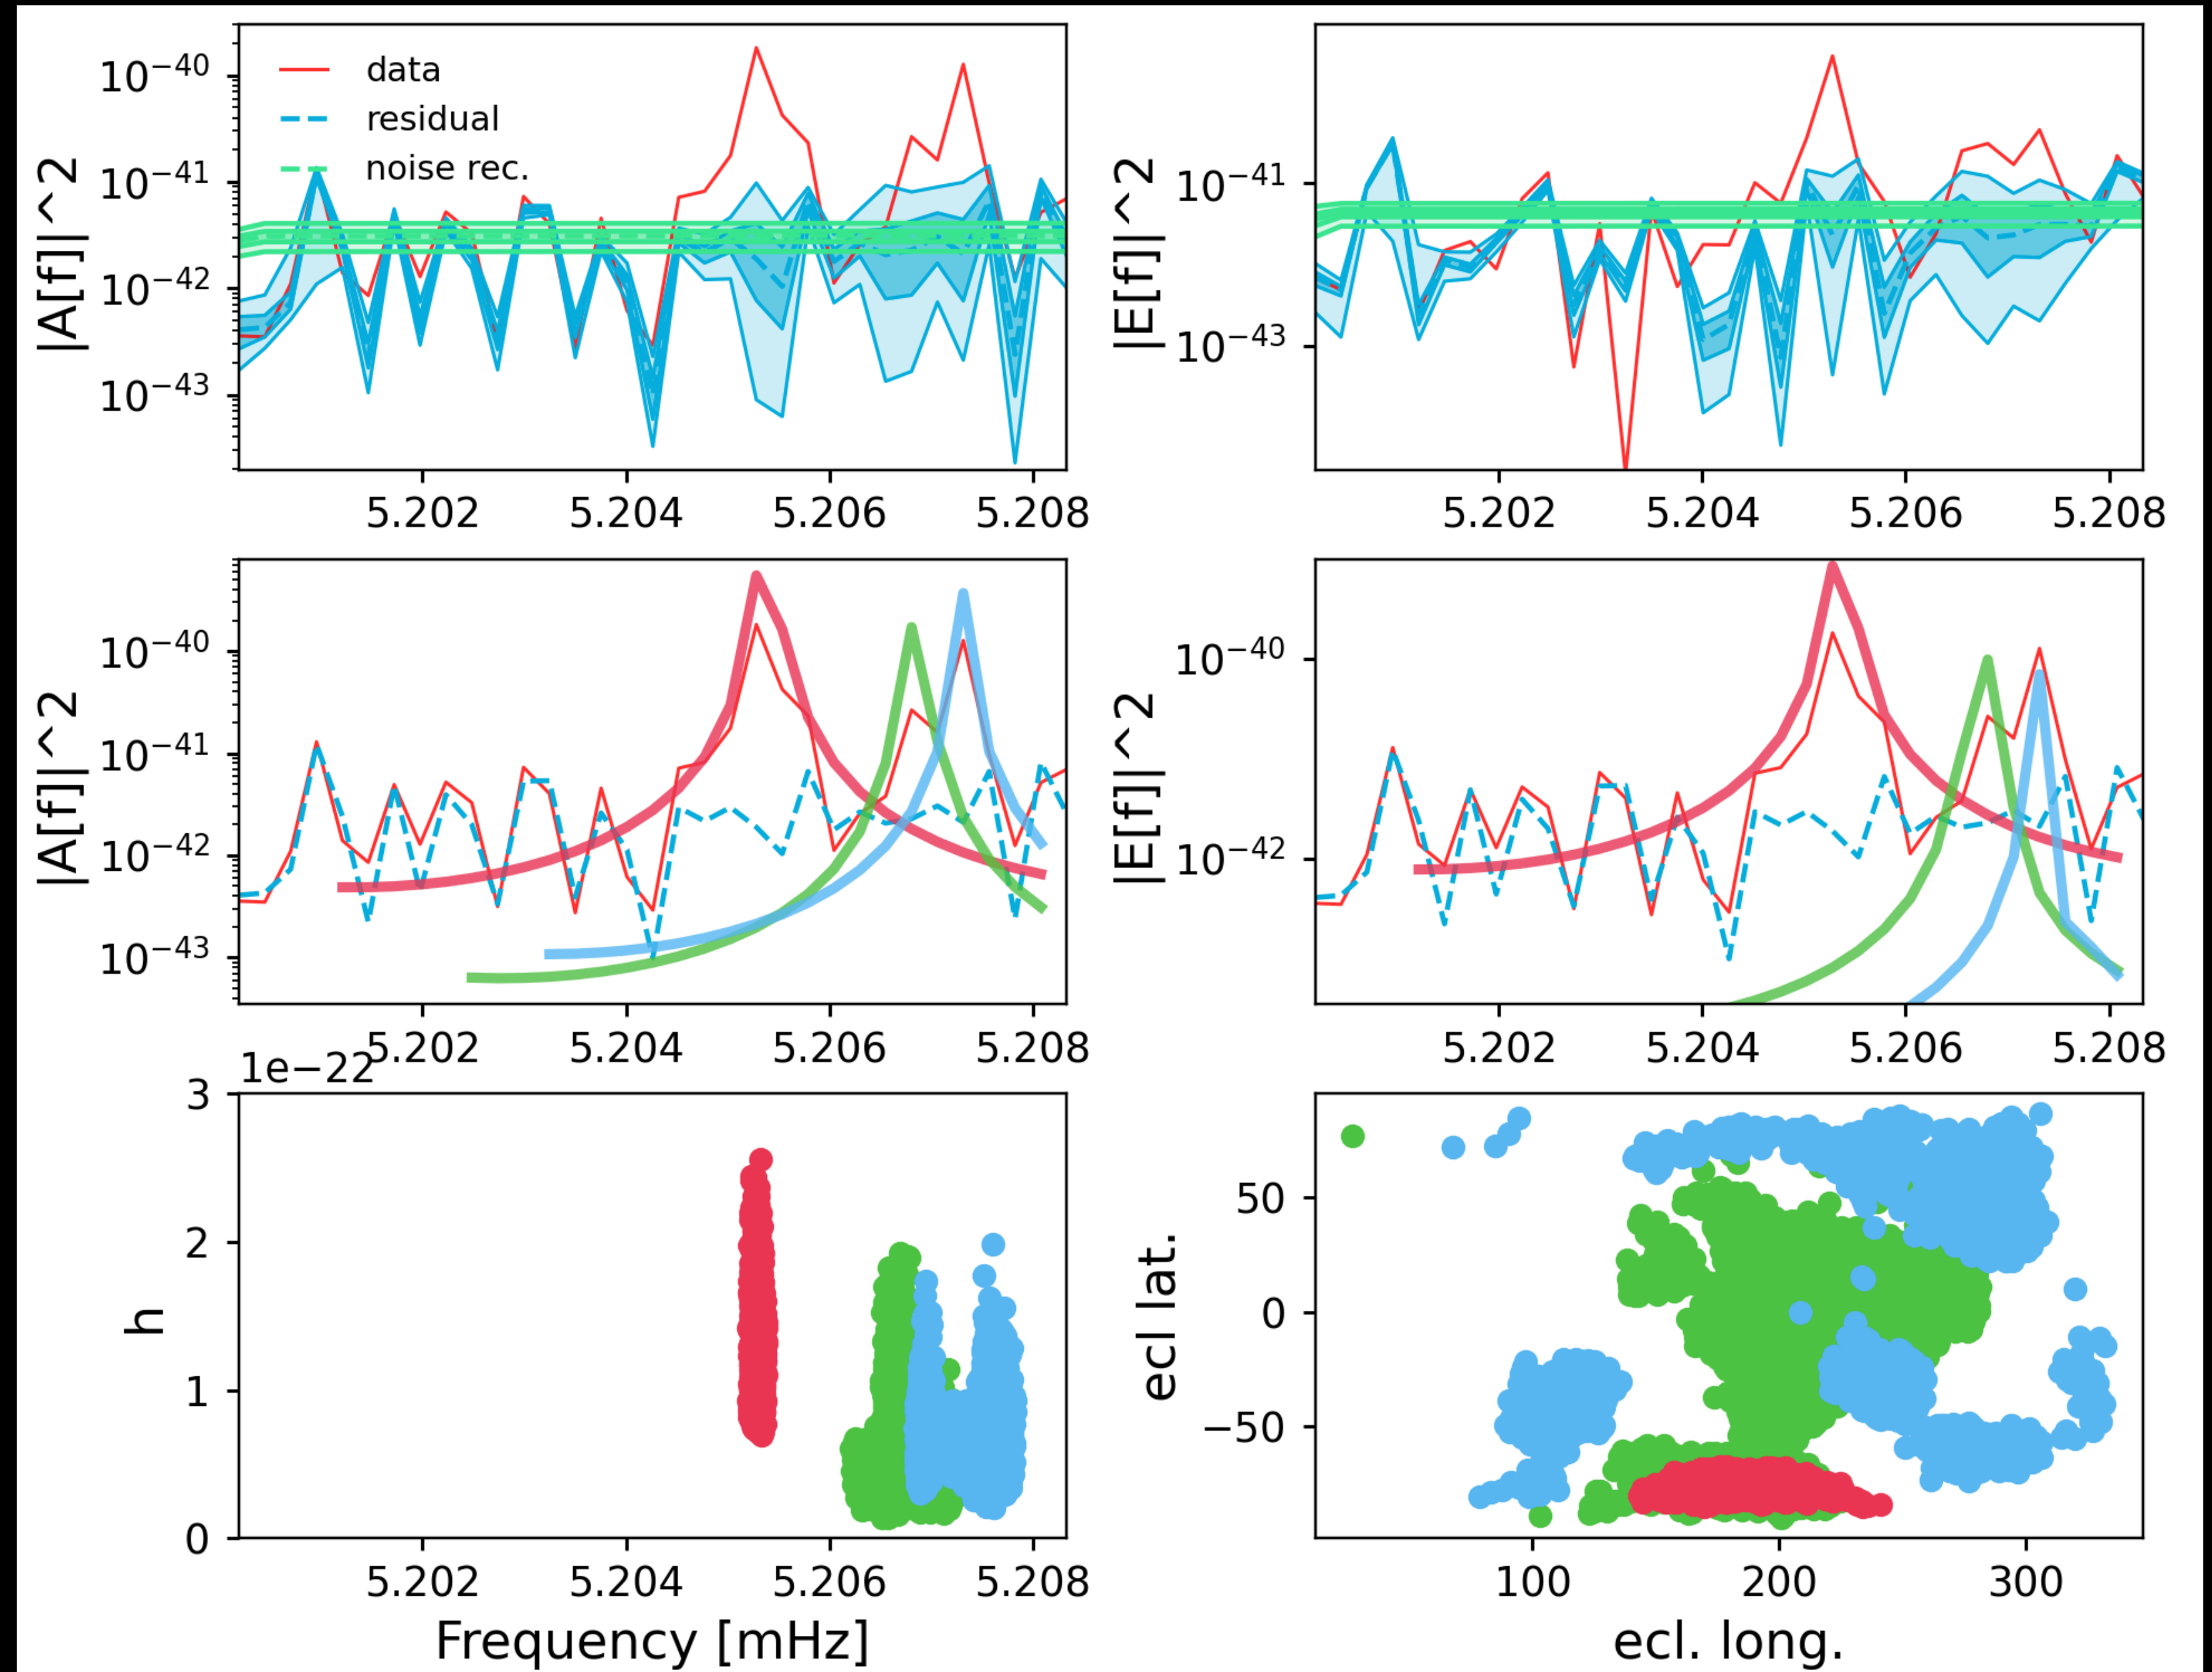 |A[f]|^2
10⁻⁴⁰
10⁻⁴¹
10⁻⁴²
10⁻⁴³
data
residual
noise rec.
5.202 5.204 5.206 5.208
|E[f]|^2
10⁻⁴¹
10⁻⁴³
5.202 5.204 5.206 5.208
|A[f]|^2
10⁻⁴⁰
10⁻⁴¹
10⁻⁴²
10⁻⁴³
5.202 5.204 5.206 5.208
|E[f]|^2
10⁻⁴⁰
10⁻⁴²
5.202 5.204 5.206 5.208
1e−22
h
3
2
1
0
5.202 5.204 5.206 5.208
Frequency [mHz]
ecl lat.
50
0
−50
100 200 300
ecl. long.